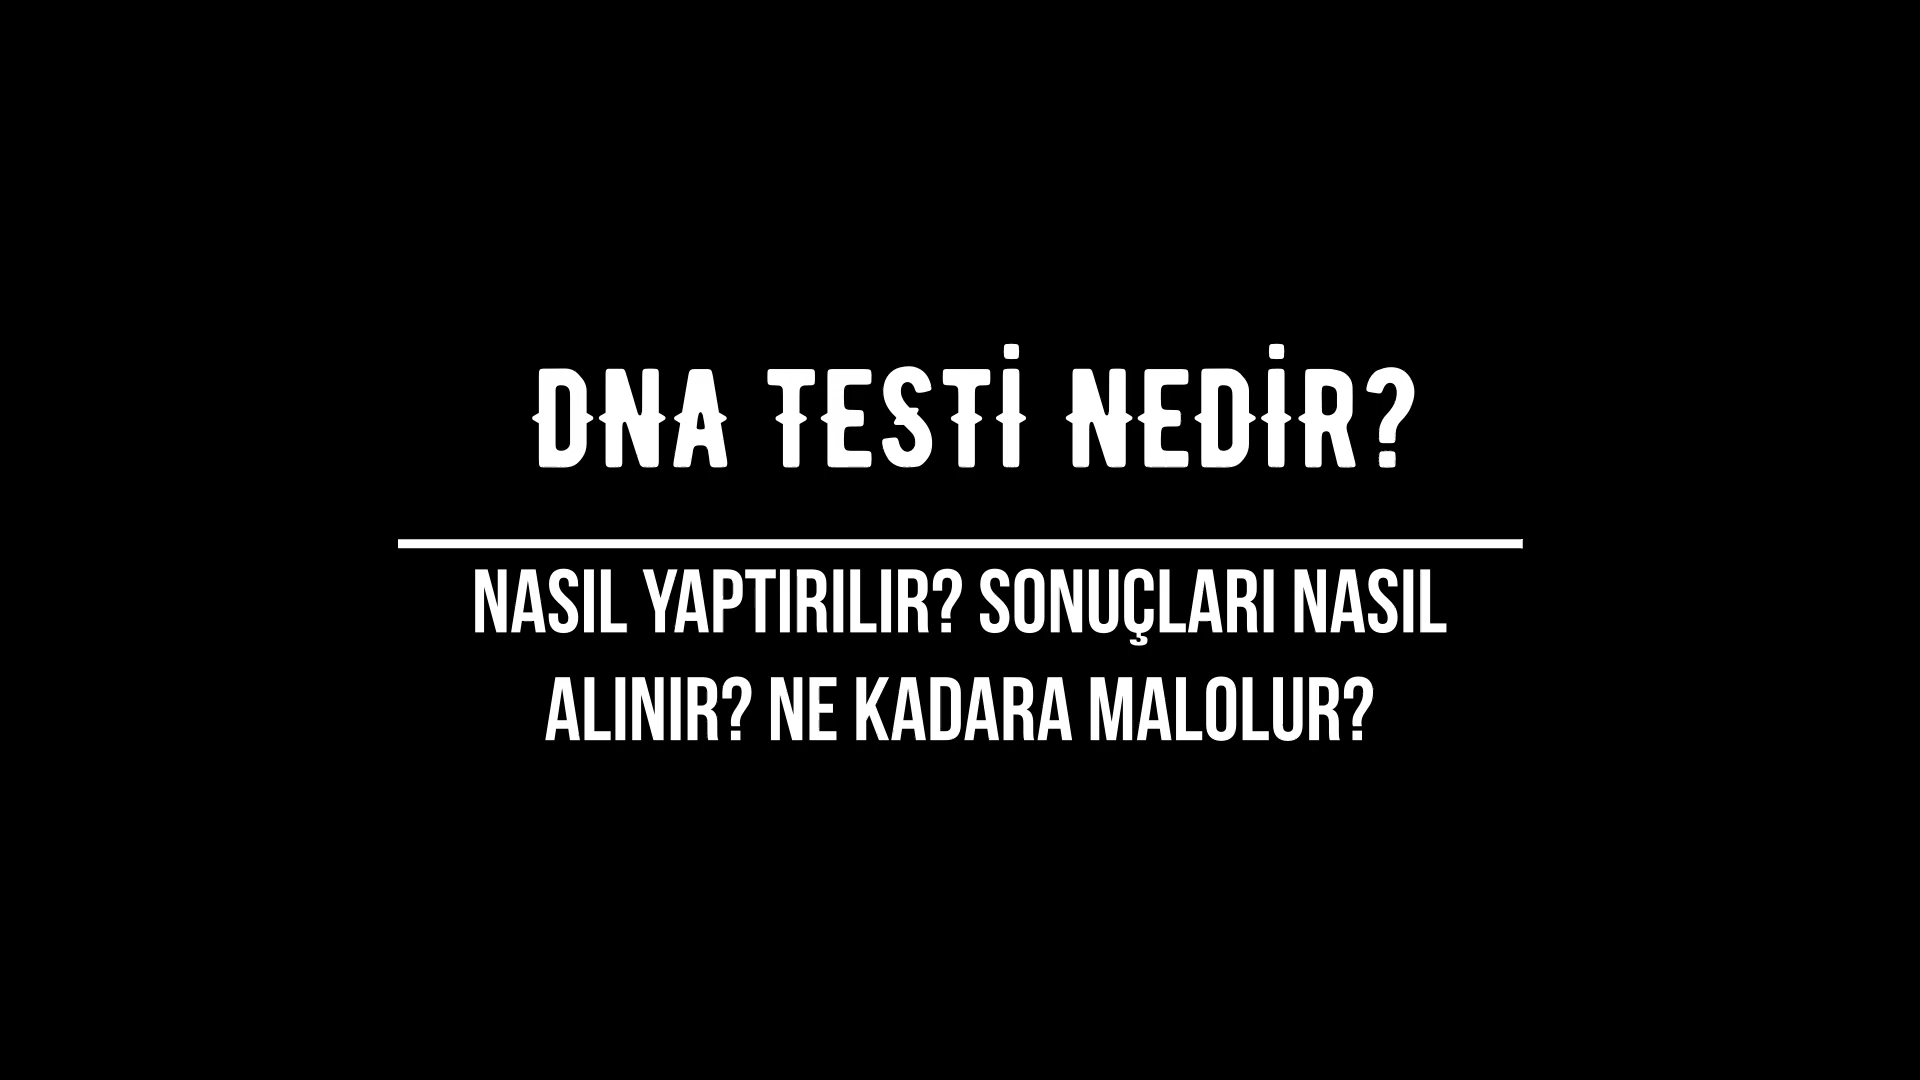 DNA TESTİ NEDİR?
NASIL YAPTIRILIR? SONUÇLARI NASIL
ALINIR? NE KADARA MALOLUR?